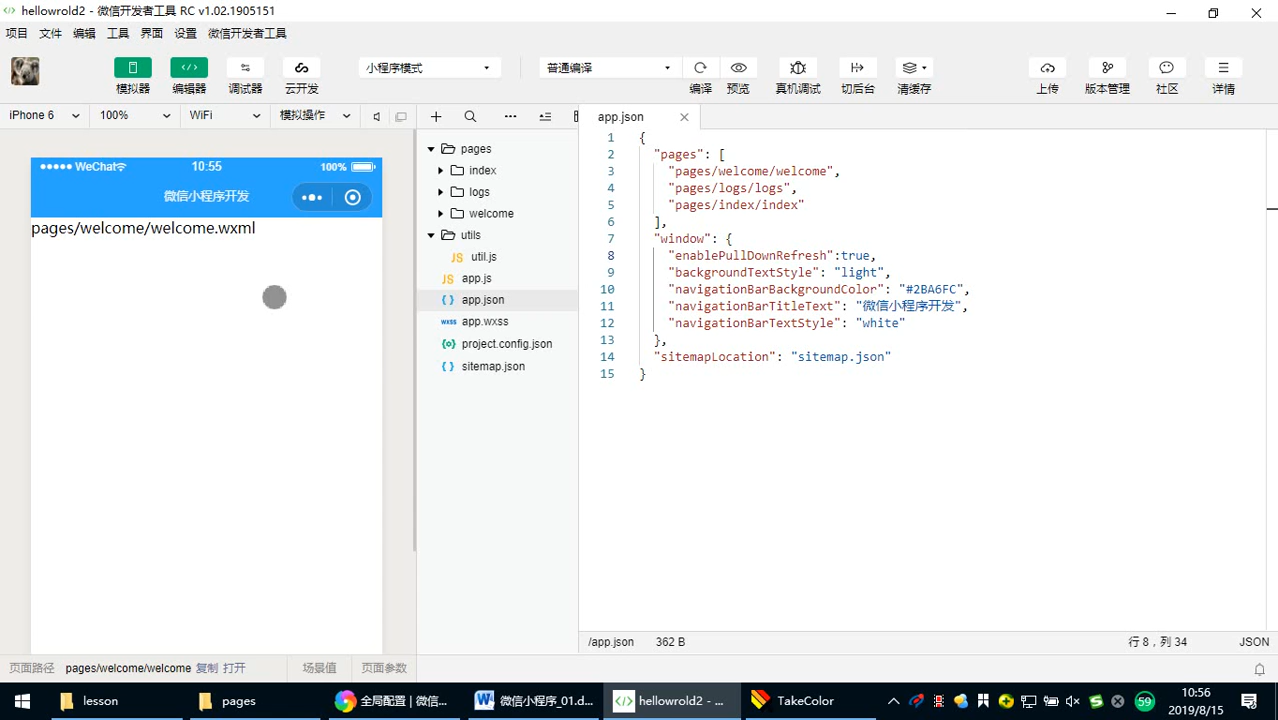 hellowrold2 - 微信开发者工具 RC v1.02.1905151
项目 文件 编辑 工具 界面 设置 微信开发者工具
模拟器 编辑器 调试器 云开发
小程序模式 普通编译
编译 预览 真机调试 切后台 清缓存
上传 版本管理 社区 详情
iPhone 6 100% WiFi 模拟操作
WeChat 10:55 100%
微信小程序开发
pages/welcome/welcome.wxml
pages
index
logs
welcome
utils
JS util.js
JS app.js
{ } app.json
wxss app.wxss
{o} project.config.json
{ } sitemap.json
app.json
1 {
2 "pages": [
3 "pages/welcome/welcome",
4 "pages/logs/logs",
5 "pages/index/index"
6 ],
7 "window": {
8 "enablePullDownRefresh":true,
9 "backgroundTextStyle": "light",
10 "navigationBarBackgroundColor": "#2BA6FC",
11 "navigationBarTitleText": "微信小程序开发",
12 "navigationBarTextStyle": "white"
13 },
14 "sitemapLocation": "sitemap.json"
15 }
/app.json 362 B 行 8，列 34 JSON
页面路径 pages/welcome/welcome 复制 打开 场景值 页面参数
lesson
pages
全局配置 | 微信...
微信小程序_01.d...
hellowrold2 - ...
TakeColor
59
10:56
2019/8/15